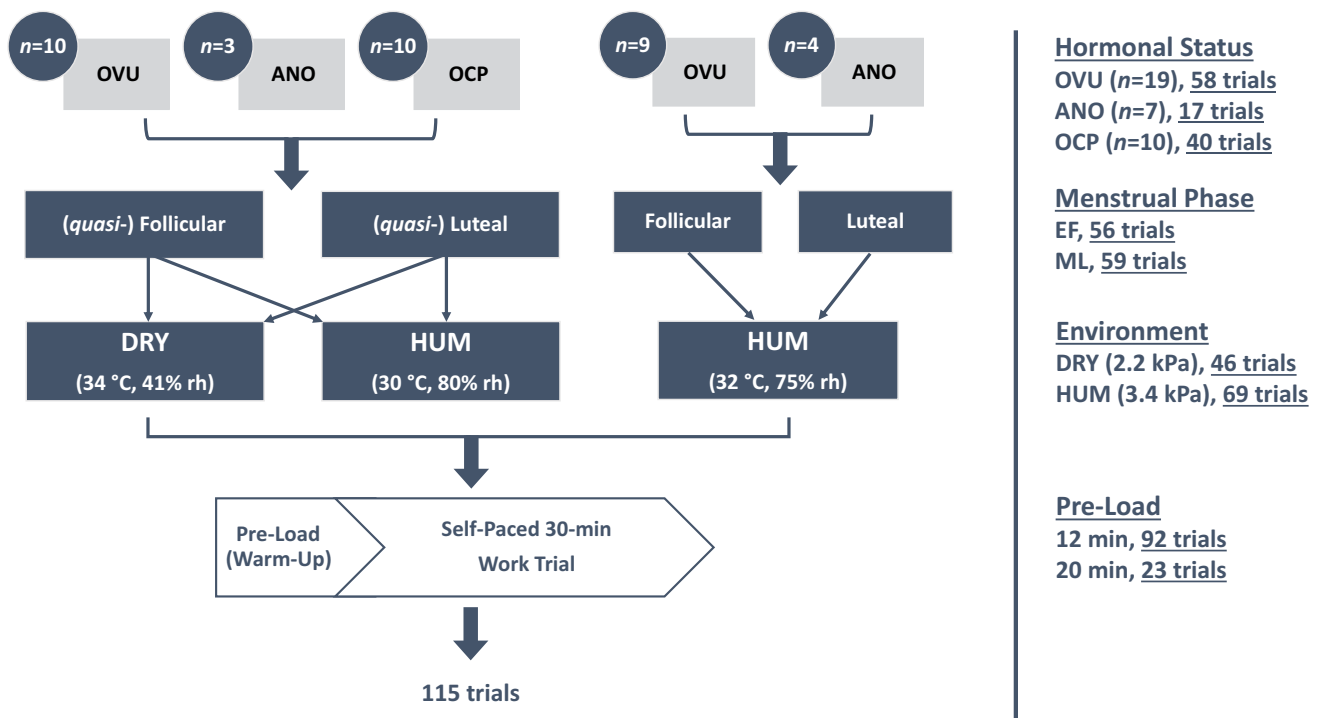 n=10
OVU
n=3
ANO
n=10
OCP
n=9
OVU
n=4
ANO
(quasi-) Follicular
(quasi-) Luteal
Follicular
Luteal
DRY
(34 °C, 41% rh)
HUM
(30 °C, 80% rh)
HUM
(32 °C, 75% rh)
Pre-Load
(Warm-Up)
Self-Paced 30-min
Work Trial
115 trials
Hormonal Status
OVU (n=19), 58 trials
ANO (n=7), 17 trials
OCP (n=10), 40 trials
Menstrual Phase
EF, 56 trials
ML, 59 trials
Environment
DRY (2.2 kPa), 46 trials
HUM (3.4 kPa), 69 trials
Pre-Load
12 min, 92 trials
20 min, 23 trials